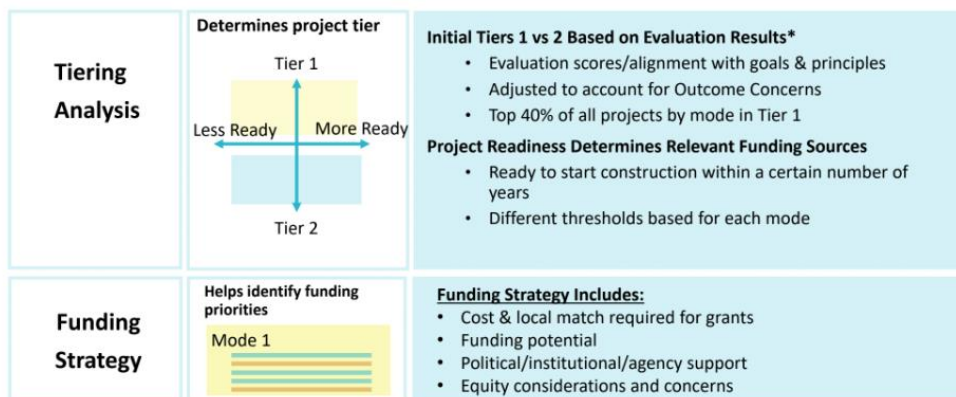 Tiering
Analysis
Determines project tier
Tier 1
Less Ready
More Ready
Tier 2
Initial Tiers 1 vs 2 Based on Evaluation Results*
• Evaluation scores/alignment with goals & principles
• Adjusted to account for Outcome Concerns
• Top 40% of all projects by mode in Tier 1
Project Readiness Determines Relevant Funding Sources
• Ready to start construction within a certain number of
years
• Different thresholds based for each mode
Funding
Strategy
Helps identify funding
priorities
Mode 1
Funding Strategy Includes:
• Cost & local match required for grants
• Funding potential
• Political/institutional/agency support
• Equity considerations and concerns